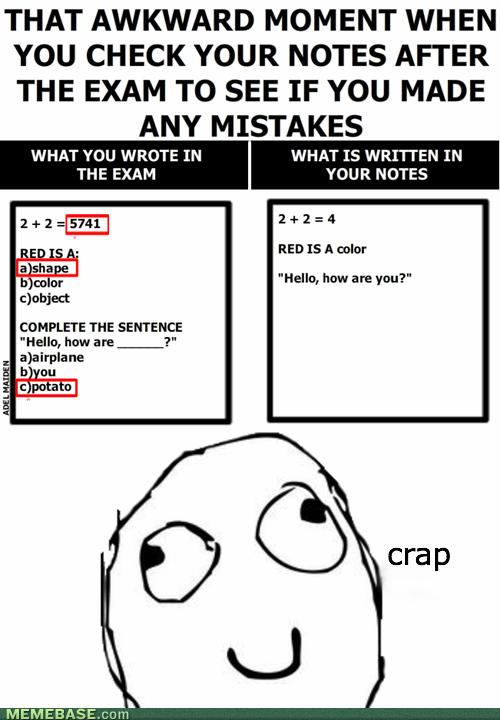 THAT AWKWARD MOMENT WHEN
YOU CHECK YOUR NOTES AFTER
THE EXAM TO SEE IF YOU MADE
ANY MISTAKES
WHAT YOU WROTE IN
THE EXAM
2 + 2 = 5741
RED IS A:
a)shape
b)color
c)object
COMPLETE THE SENTENCE
"Hello, how are ______?"
a)airplane
b)you
c)potato
ADEL MAIDEN
WHAT IS WRITTEN IN
YOUR NOTES
2 + 2 = 4
RED IS A color
"Hello, how are you?"
crap
MEMEBASE.com